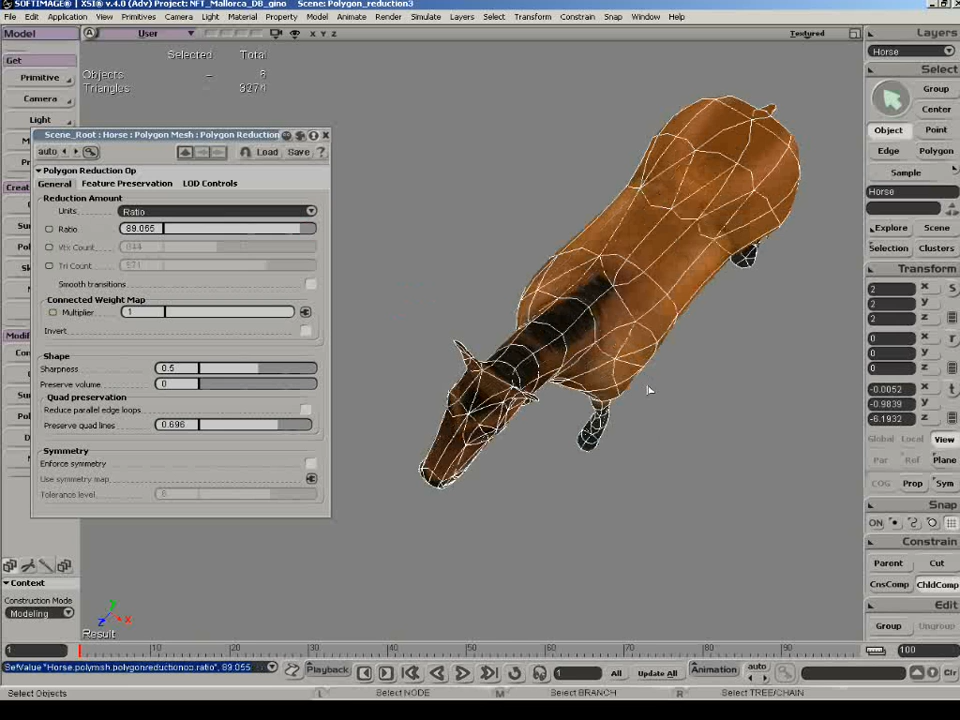 SOFTIMAGE® | XSI® v.4.0 (Adv) Project: NFT_Mallorca_DB_gino Scene: Polygon_reduction3
File Edit Application View Primitives Camera Light Material Property Model Animate Render Simulate Layers Select Transform Constrain Snap Window Help
Model
A User X Y Z Textured
Layers
Horse
Get
Primitive
Camera
Light
Selected Total
Objects -- 6
Triangles 9274
Select
Group
Center
Object Point
Edge Polygon
Sample
Horse
Explore Scene
Selection Clusters
Transform
2 x S
2 y
2 z
0 x r
0 y
0 z
-0.0052 x t
-0.9839 y
-6.1932 z
Global Local View
Par Ref Plane
COG Prop Sym
Snap
ON
Constrain
Parent Cut
CnsComp ChldComp
Edit
Group Ungroup
Scene_Root : Horse : Polygon Mesh : Polygon Reduction
auto Load Save ?
Polygon Reduction Op
General Feature Preservation LOD Controls
Reduction Amount
Units Ratio
Ratio 89.055
Vtx Count
Tri Count
Smooth transitions
Connected Weight Map
Multiplier 1
Invert
Shape
Sharpness 0.5
Preserve volume 0
Quad preservation
Reduce parallel edge loops
Preserve quad lines 0.696
Symmetry
Enforce symmetry
Use symmetry map
Tolerance level 6
Context
Construction Mode
Modeling
y
z x
Result
1 10 20 30 40 50 60 70 80 90 100
SetValue "Horse.polymsh.polygonreductionop.ratio", 89.055
Playback 1 All Update All Animation auto Clr
Select Objects L Select NODE M Select BRANCH R Select TREE/CHAIN